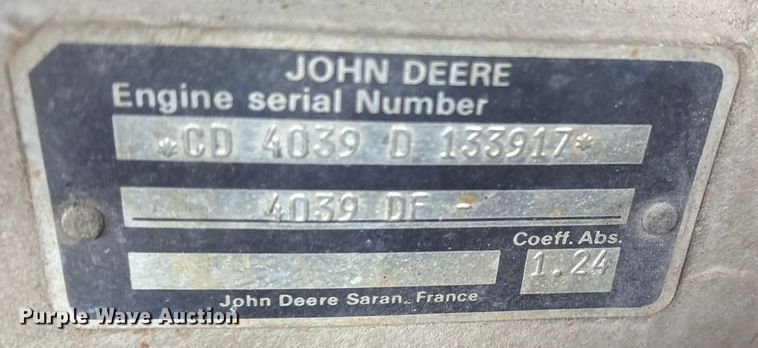 JOHN DEERE
Engine serial Number
*CD 4039 D 133917*
4039 DF -
Coeff. Abs.
1.24
John Deere Saran, France
Purple Wave Auction